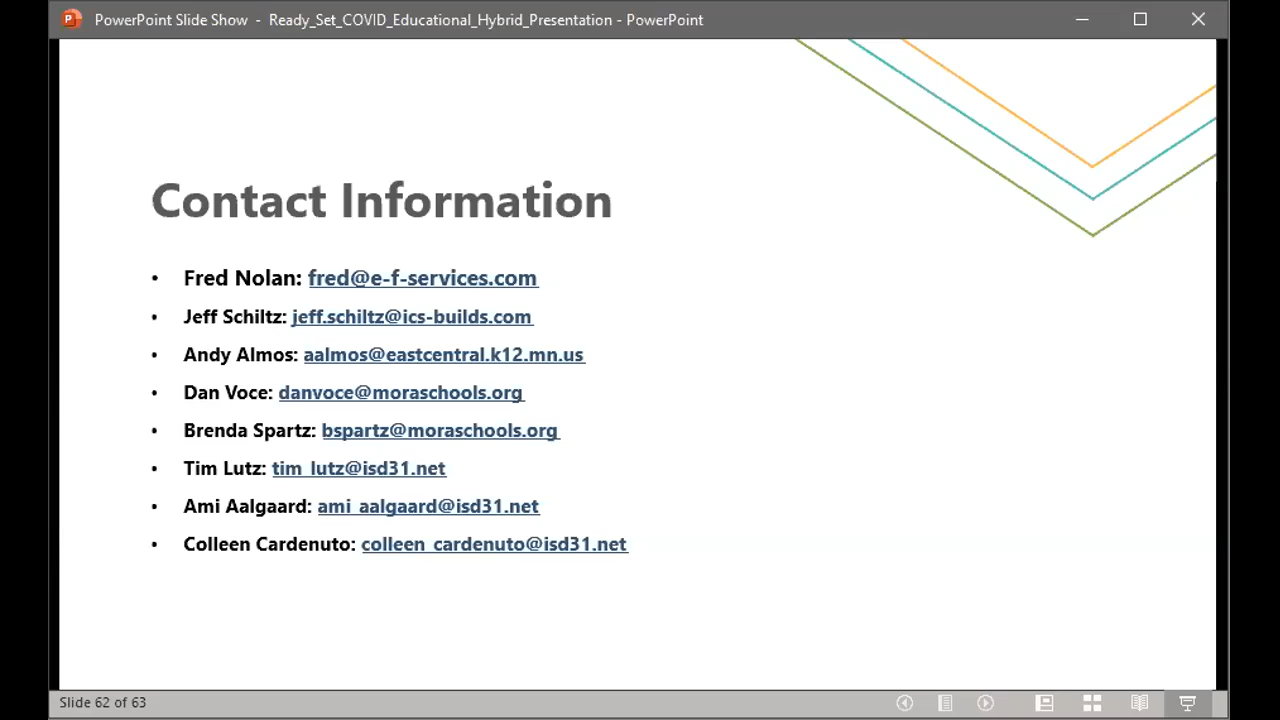 PowerPoint Slide Show - Ready_Set_COVID_Educational_Hybrid_Presentation - PowerPoint
Contact Information
• Fred Nolan: fred@e-f-services.com
• Jeff Schiltz: jeff.schiltz@ics-builds.com
• Andy Almos: aalmos@eastcentral.k12.mn.us
• Dan Voce: danvoce@moraschools.org
• Brenda Spartz: bspartz@moraschools.org
• Tim Lutz: tim_lutz@isd31.net
• Ami Aalgaard: ami_aalgaard@isd31.net
• Colleen Cardenuto: colleen_cardenuto@isd31.net
Slide 62 of 63